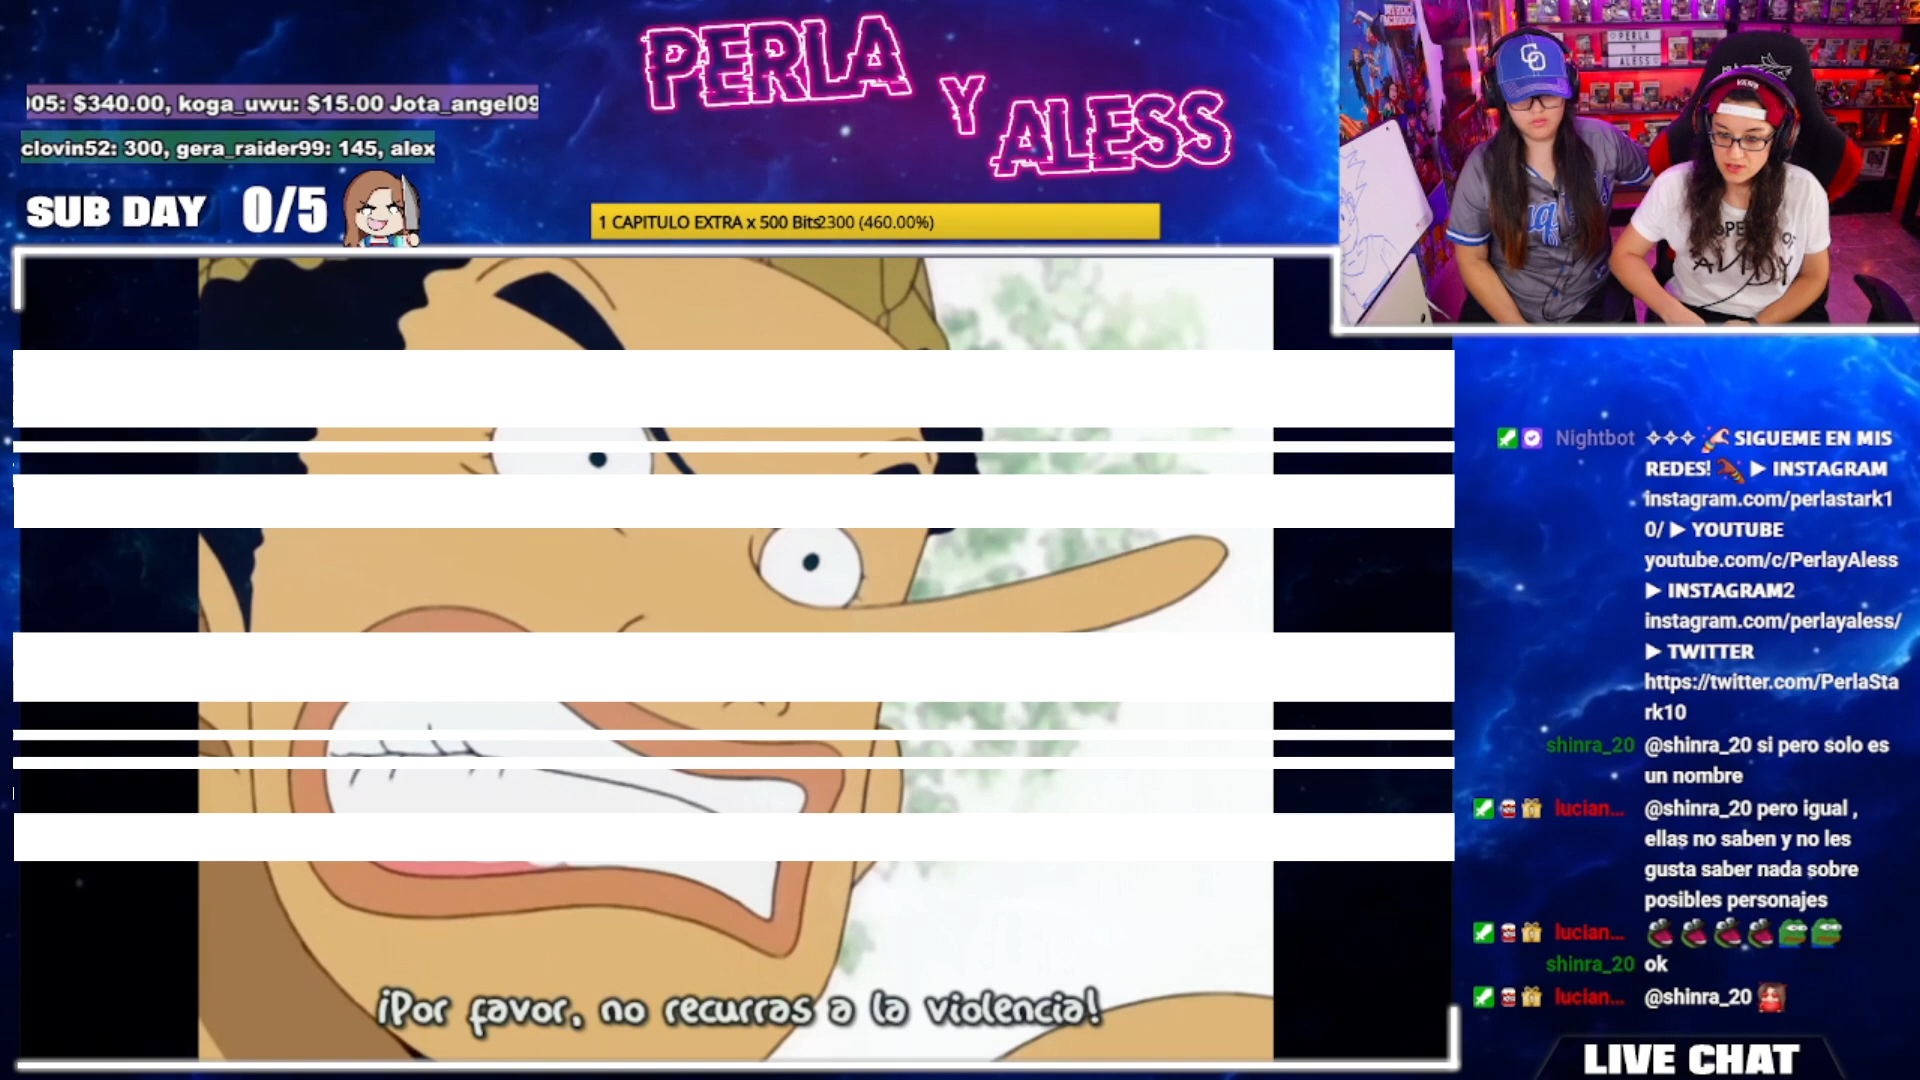 PERLA
Y
ALESS
005: $340.00, koga_uwu: $15.00 Jota_angel09
clovin52: 300, gera_raider99: 145, alex
SUB DAY 0/5
1 CAPITULO EXTRA x 500 Bits2300 (460.00%)
PERLA
Y
ALESS
Nightbot ✧✧✧ SIGUEME EN MIS
REDES! ▶ INSTAGRAM
instagram.com/perlastark1
0/ ▶ YOUTUBE
youtube.com/c/PerlayAless
▶ INSTAGRAM2
instagram.com/perlayaless/
▶ TWITTER
https://twitter.com/PerlaSta
rk10
shinra_20 @shinra_20 si pero solo es
un nombre
lucian... @shinra_20 pero igual ,
ellas no saben y no les
gusta saber nada sobre
posibles personajes
lucian...
shinra_20 ok
lucian... @shinra_20
¡Por favor, no recurras a la violencia!
LIVE CHAT